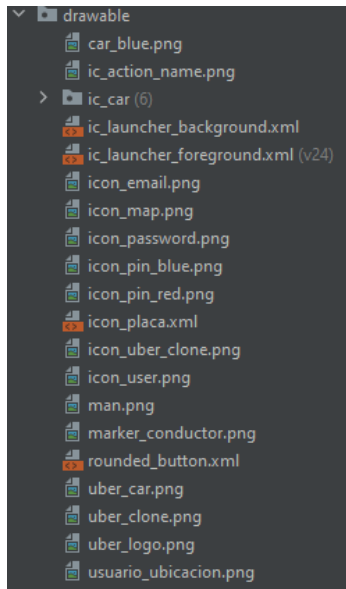 drawable
car_blue.png
ic_action_name.png
ic_car (6)
ic_launcher_background.xml
ic_launcher_foreground.xml (v24)
icon_email.png
icon_map.png
icon_password.png
icon_pin_blue.png
icon_pin_red.png
icon_placa.xml
icon_uber_clone.png
icon_user.png
man.png
marker_conductor.png
rounded_button.xml
uber_car.png
uber_clone.png
uber_logo.png
usuario_ubicacion.png